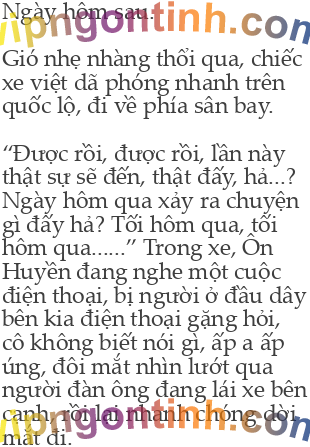 Ngày hôm sau.
vipngontinh.com
Gió nhẹ nhàng thổi qua, chiếc
xe việt dã phóng nhanh trên
quốc lộ, đi về phía sân bay.
“Được rồi, được rồi, lần này
thật sự sẽ đến, thật đấy, hả...?
Ngày hôm qua xảy ra chuyện
gì đấy hả? Tối hôm qua, tối
hôm qua......” Trong xe, Ôn
Huyền đang nghe một cuộc
điện thoại, bị người ở đầu dây
bên kia điện thoại gặng hỏi,
cô không biết nói gì, ấp a ấp
úng, đôi mắt nhìn lướt qua
người đàn ông đang lái xe bên
cạnh, rồi lại nhanh chóng dời
vipngontinh.com
mắt đi.